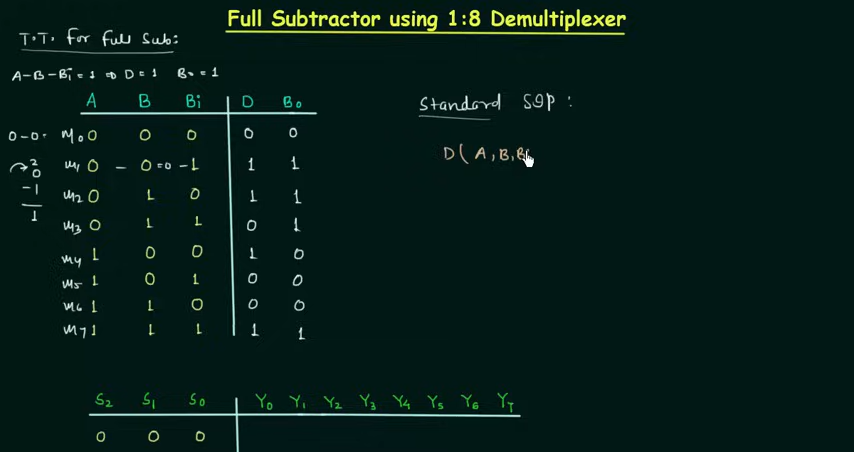 Full Subtractor using 1:8 Demultiplexer
T.T. For Full Sub:
A-B-Bi=1 ⇒ D=1 Bo=1
A B Bi D Bo
0-0= m0 0 0 0 0 0
2 m1 0 - 0=0 -1 1 1
0
-1 m2 0 1 0 1 1
1 m3 0 1 1 0 1
m4 1 0 0 1 0
m5 1 0 1 0 0
m6 1 1 0 0 0
m7 1 1 1 1 1
Standard SOP:
D(A,B,B
S2 S1 S0 Y0 Y1 Y2 Y3 Y4 Y5 Y6 Y7
0 0 0